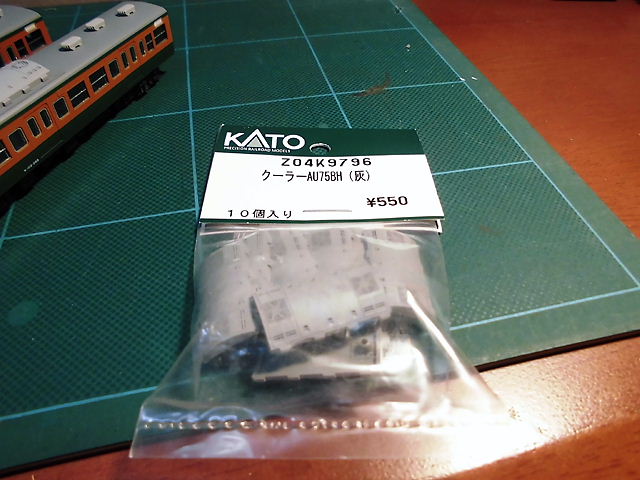 KATO
PRECISION RAILROAD MODELS
Z04K9796
クーラーAU75BH (灰)
¥550
10個入り